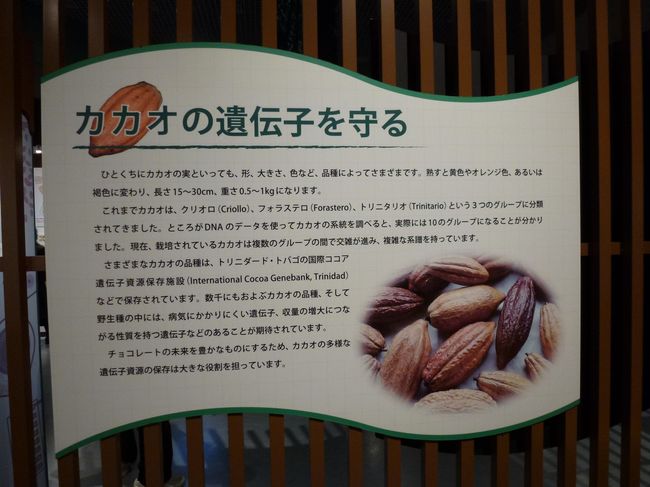 カカオの遺伝子を守る
ひとくちにカカオの実といっても、形、大きさ、色など、品種によってさまざまです。熟すと黄色やオレンジ色、あるいは
褐色に変わり、長さ15〜30cm、重さ0.5〜1kgになります。
これまでカカオは、クリオロ（Criollo）、フォラステロ（Forastero）、トリニタリオ（Trinitario）という３つのグループに分類
されてきました。ところがDNAのデータを使ってカカオの系統を調べると、実際には10のグループになることが分かり
ました。現在、栽培されているカカオは複数のグループの間で交雑が進み、複雑な系譜を持っています。
さまざまなカカオの品種は、トリニダード・トバゴの国際ココア
遺伝子資源保存施設（International Cocoa Genebank, Trinidad）
などで保存されています。数千にもおよぶカカオの品種、そして
野生種の中には、病気にかかりにくい遺伝子、収量の増大につな
がる性質を持つ遺伝子などのあることが期待されています。
チョコレートの未来を豊かなものにするため、カカオの多様な
遺伝子資源の保存は大きな役割を担っています。